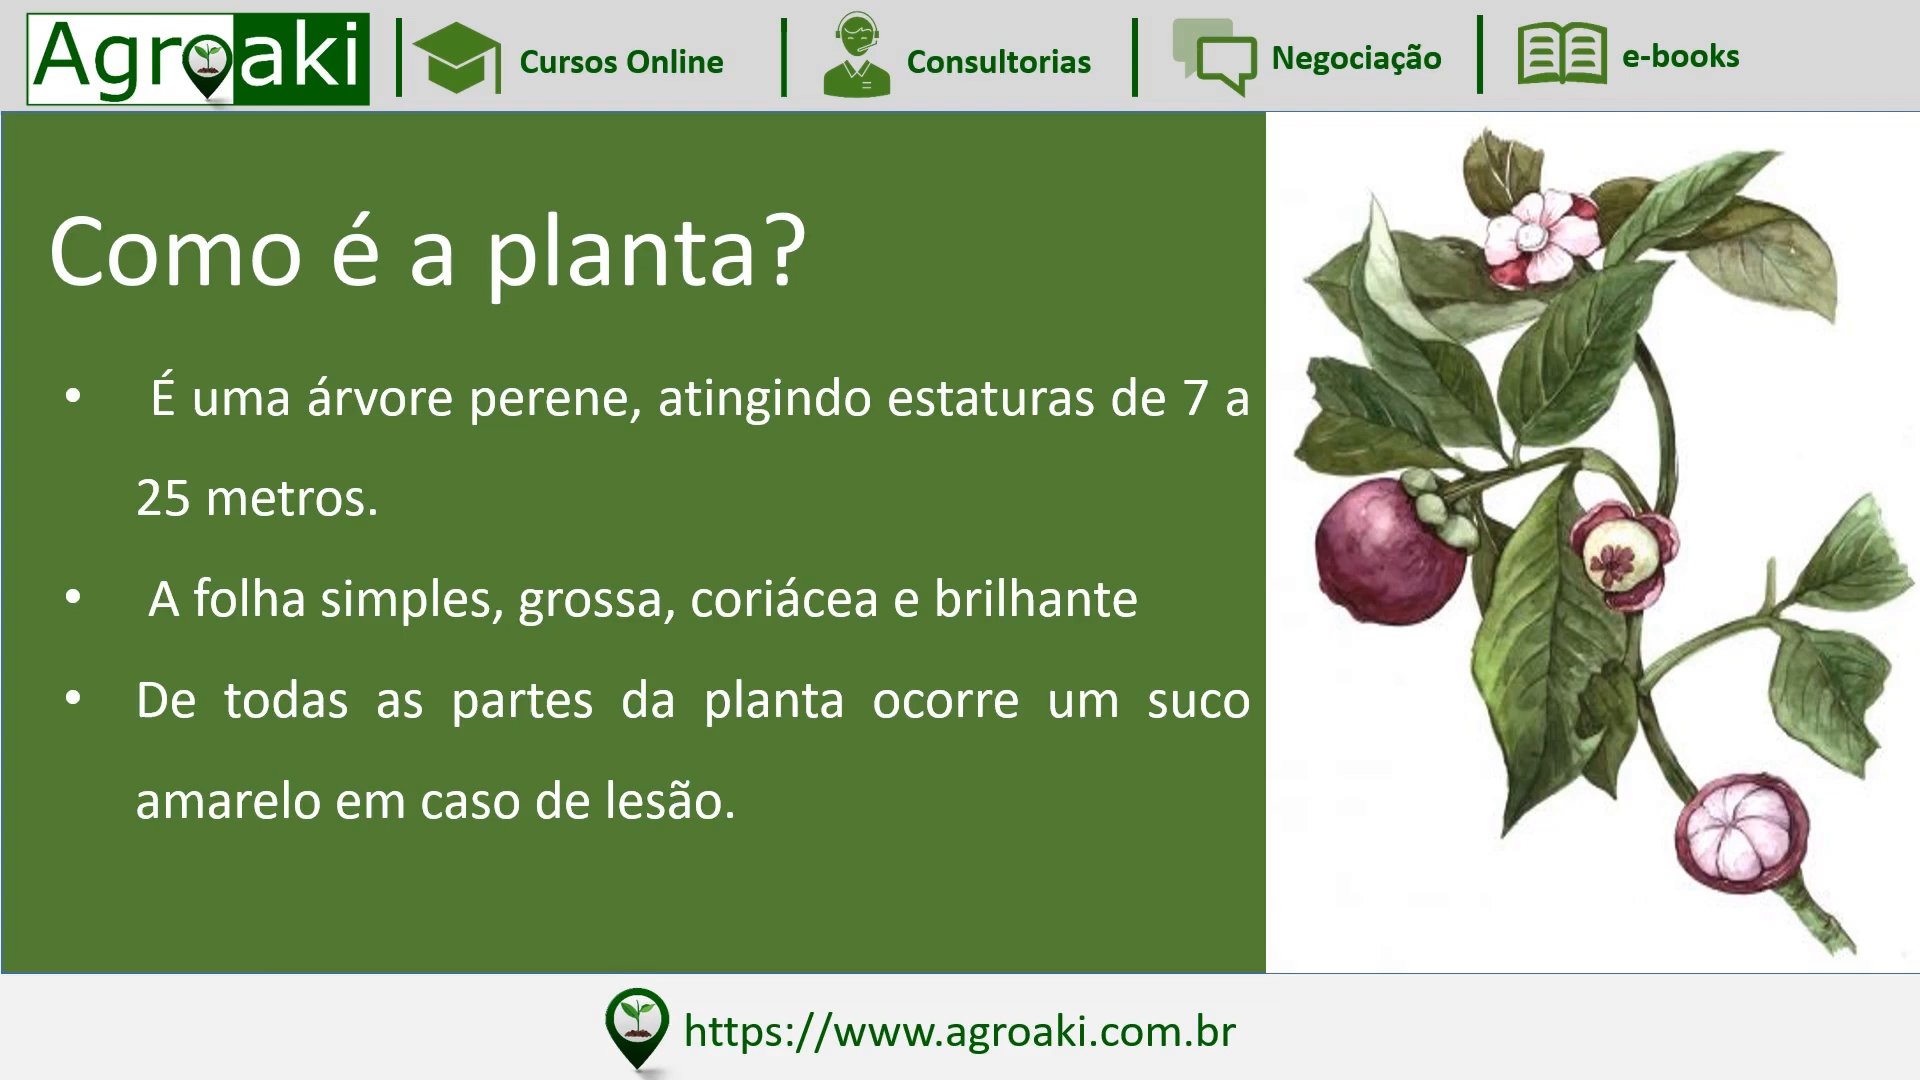 Agroaki
Cursos Online
Consultorias
Negociação
e-books
Como é a planta?
• É uma árvore perene, atingindo estaturas de 7 a
25 metros.
• A folha simples, grossa, coriácea e brilhante
• De todas as partes da planta ocorre um suco
amarelo em caso de lesão.
https://www.agroaki.com.br